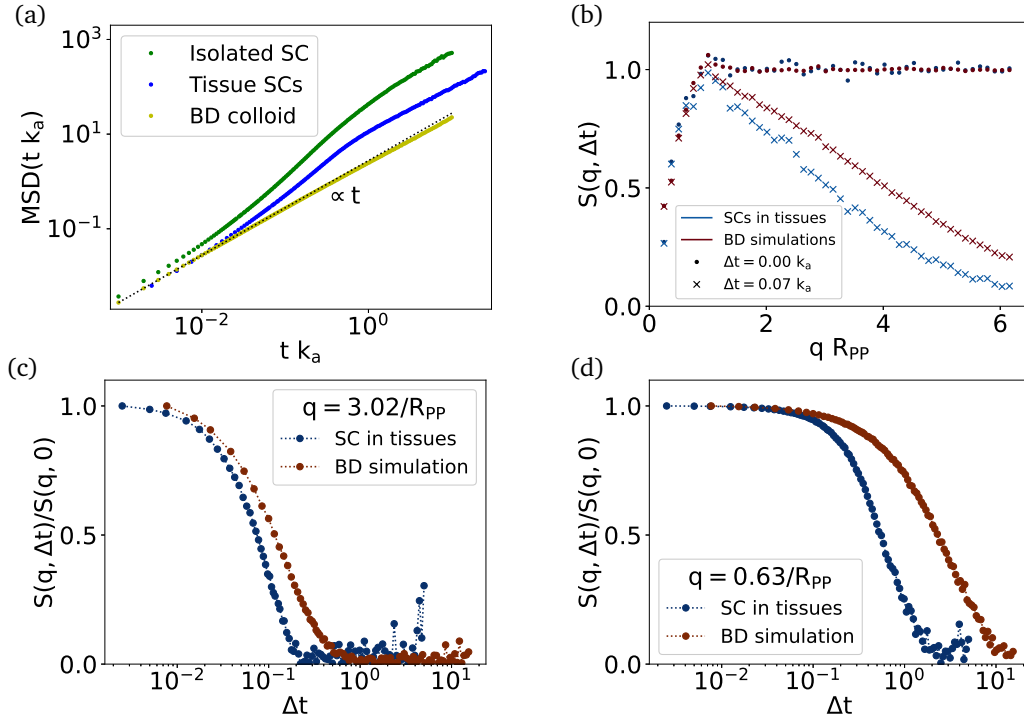 (a)
10³
10¹
10⁻¹
MSD(t kₐ)
Isolated SC
Tissue SCs
BD colloid
∝ t
10⁻²
10⁰
t kₐ
(b)
1.0
0.5
0.0
S(q, Δt)
SCs in tissues
BD simulations
Δt = 0.00 kₐ
Δt = 0.07 kₐ
0
2
4
6
q R_PP
(c)
1.0
0.5
0.0
S(q, Δt)/S(q, 0)
q = 3.02/R_PP
SC in tissues
BD simulation
10⁻²
10⁻¹
10⁰
10¹
Δt
(d)
1.0
0.5
0.0
S(q, Δt)/S(q, 0)
q = 0.63/R_PP
SC in tissues
BD simulation
10⁻²
10⁻¹
10⁰
10¹
Δt